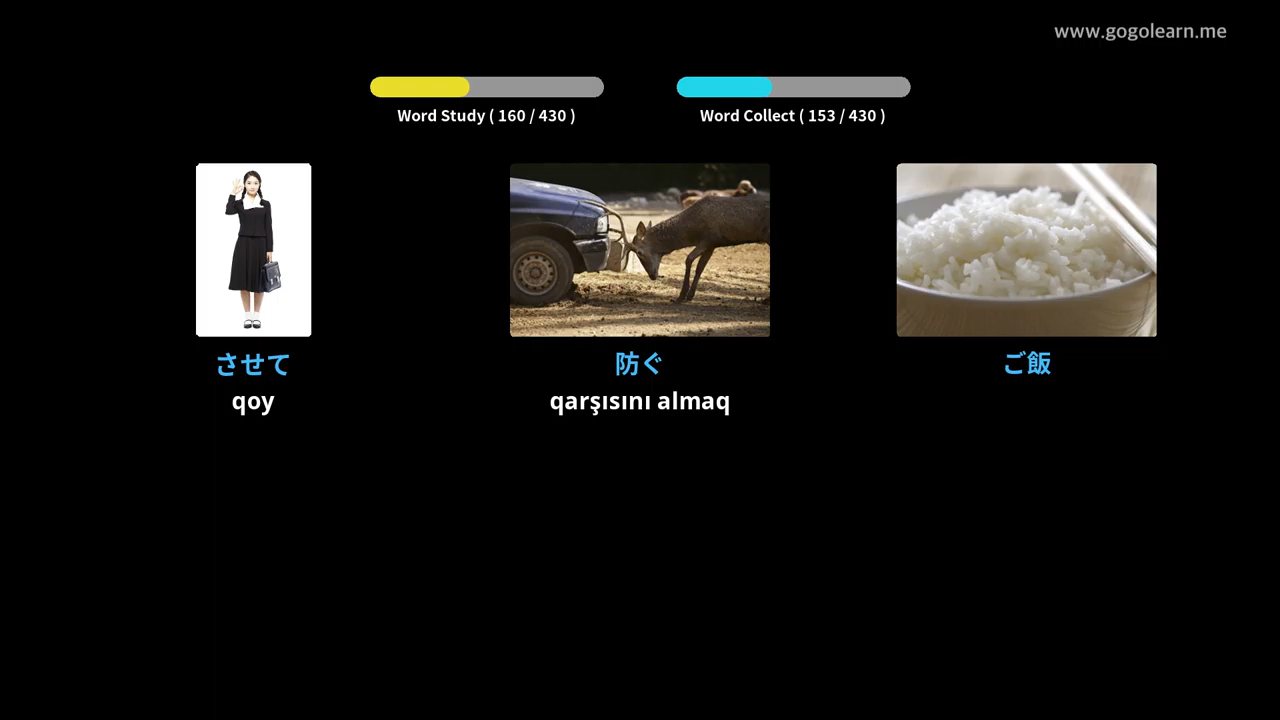 www.gogolearn.me
Word Study ( 160 / 430 )
Word Collect ( 153 / 430 )
させて
防ぐ
ご飯
qoy
qarşısını almaq